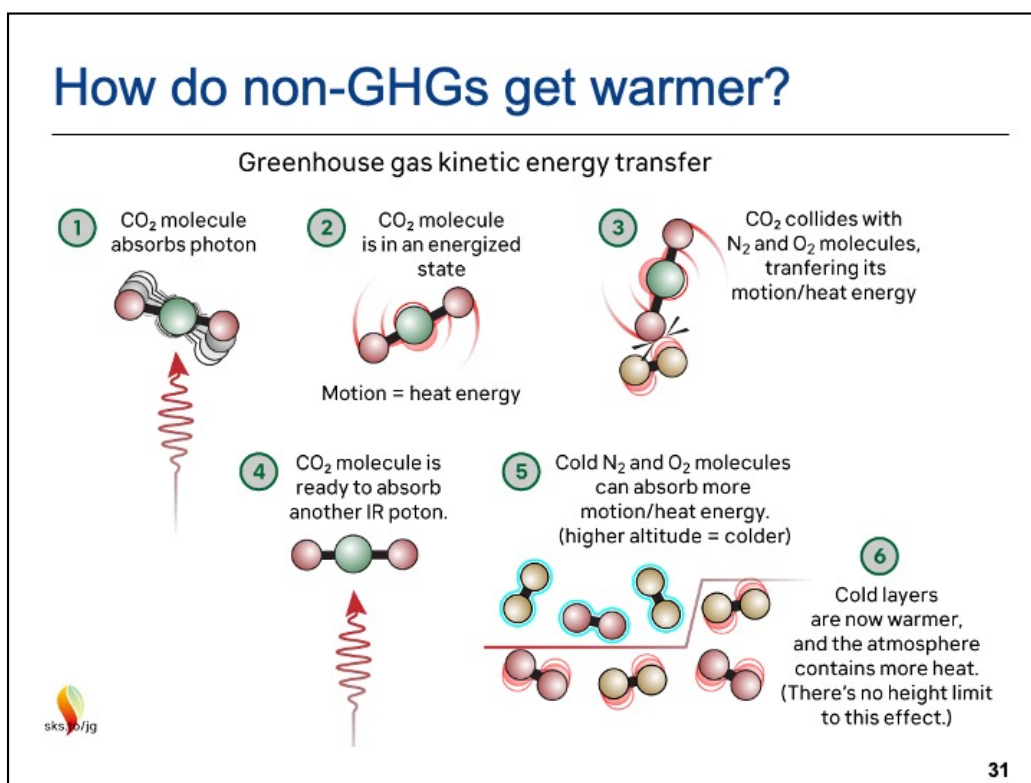 How do non-GHGs get warmer?
Greenhouse gas kinetic energy transfer
1
CO₂ molecule
absorbs photon
2
CO₂ molecule
is in an energized
state
Motion = heat energy
3
CO₂ collides with
N₂ and O₂ molecules,
tranfering its
motion/heat energy
4
CO₂ molecule is
ready to absorb
another IR poton.
5
Cold N₂ and O₂ molecules
can absorb more
motion/heat energy.
(higher altitude = colder)
6
Cold layers
are now warmer,
and the atmosphere
contains more heat.
(There's no height limit
to this effect.)
sks.to/jg
31